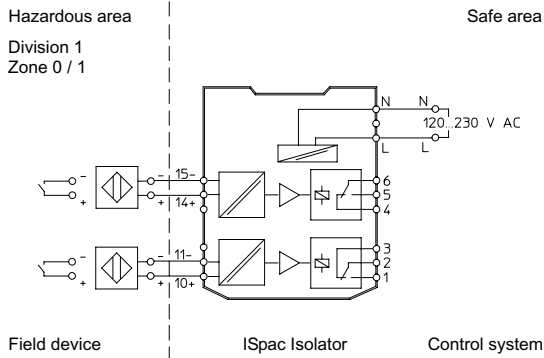 Hazardous area
Safe area
Division 1
Zone 0 / 1
N N
120...230 V AC
L L
- - 15-
+ + 14+
6
5
4
- - 11-
+ + 10+
3
2
1
Field device
ISpac Isolator
Control system